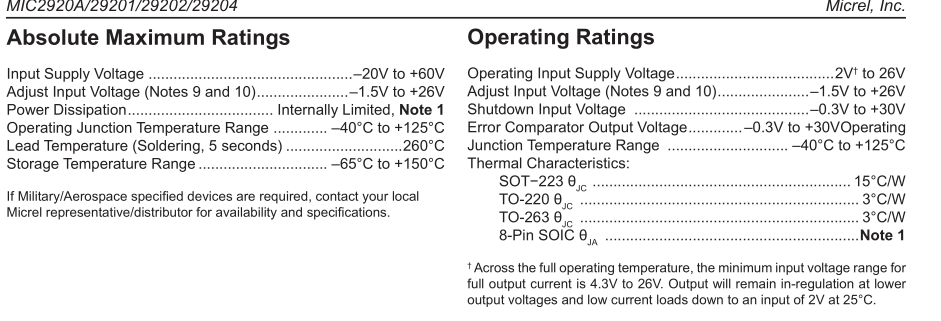 MIC2920A/29201/29202/29204 Micrel, Inc.
Absolute Maximum Ratings
Input Supply Voltage .................................................–20V to +60V
Adjust Input Voltage (Notes 9 and 10)......................–1.5V to +26V
Power Dissipation.................................. Internally Limited, Note 1
Operating Junction Temperature Range ............. –40°C to +125°C
Lead Temperature (Soldering, 5 seconds) ...................................260°C
Storage Temperature Range ............................... –65°C to +150°C
If Military/Aerospace specified devices are required, contact your local
Micrel representative/distributor for availability and specifications.
Operating Ratings
Operating Input Supply Voltage......................................2V† to 26V
Adjust Input Voltage (Notes 9 and 10)......................–1.5V to +26V
Shutdown Input Voltage ..........................................–0.3V to +30V
Error Comparator Output Voltage.............–0.3V to +30VOperating
Junction Temperature Range ............................. –40°C to +125°C
Thermal Characteristics:
SOT–223 θJC .............................................................. 15°C/W
TO-220 θJC ................................................................. 3°C/W
TO-263 θJC ................................................................. 3°C/W
8-Pin SOIC θJA .............................................................Note 1
† Across the full operating temperature, the minimum input voltage range for
full output current is 4.3V to 26V. Output will remain in-regulation at lower
output voltages and low current loads down to an input of 2V at 25°C.